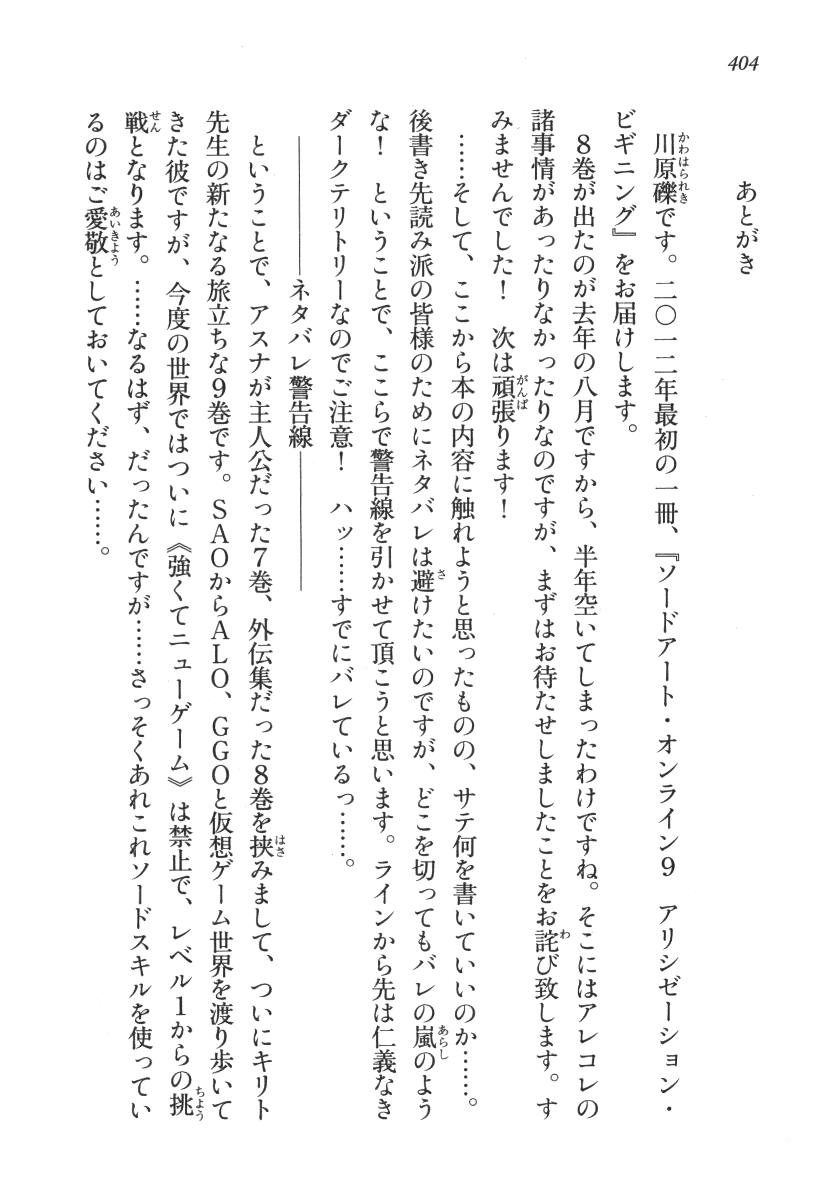 404
あとがき
川原礫です。二〇一二年最初の一冊、『ソードアート・オンライン9　アリシゼーション・
ビギニング』をお届けします。
8巻が出たのが去年の八月ですから、半年空いてしまったわけですね。そこにはアレコレの
諸事情があったりなかったりなのですが、まずはお待たせしましたことをお詫び致します。す
みませんでした！　次は頑張ります！
……そして、ここから本の内容に触れようと思ったものの、サテ何を書いていいのか……。
後書き先読み派の皆様のためにネタバレは避けたいのですが、どこを切ってもバレの嵐のよう
な！　ということで、ここらで警告線を引かせて頂こうと思います。ラインから先は仁義なき
ダークテリトリーなのでご注意！　ハッ……すでにバレているっ……。
――――――ネタバレ警告線――――――
ということで、アスナが主人公だった7巻、外伝集だった8巻を挟みまして、ついにキリト
先生の新たなる旅立ちな9巻です。SAOからALO、GGOと仮想ゲーム世界を渡り歩いて
きた彼ですが、今度の世界ではついに《強くてニューゲーム》は禁止で、レベル1からの挑
戦となります。……なるはず、だったんですが……さっそくあれこれソードスキルを使ってい
るのはご愛敬としておいてください……。